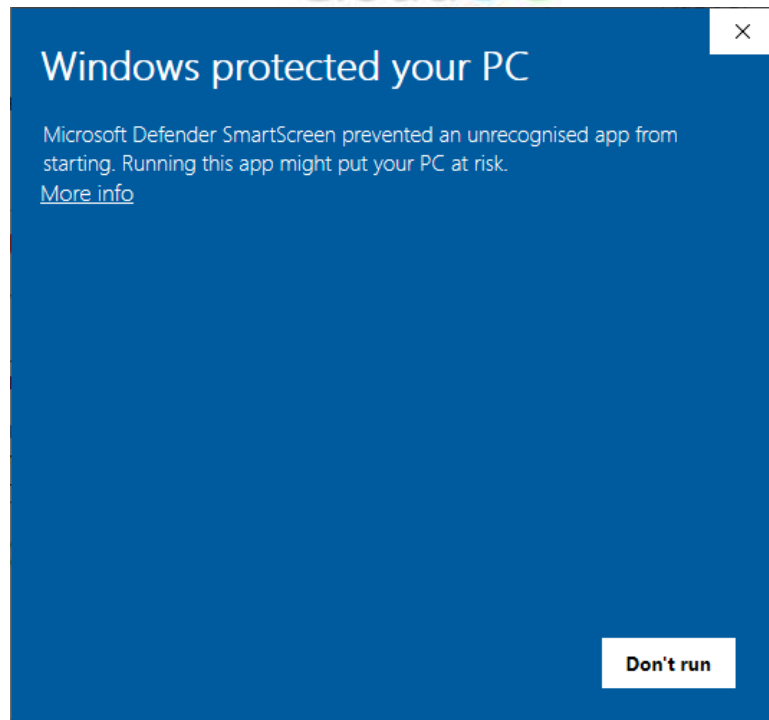 Windows protected your PC
Microsoft Defender SmartScreen prevented an unrecognised app from
starting. Running this app might put your PC at risk.
More info
Don't run